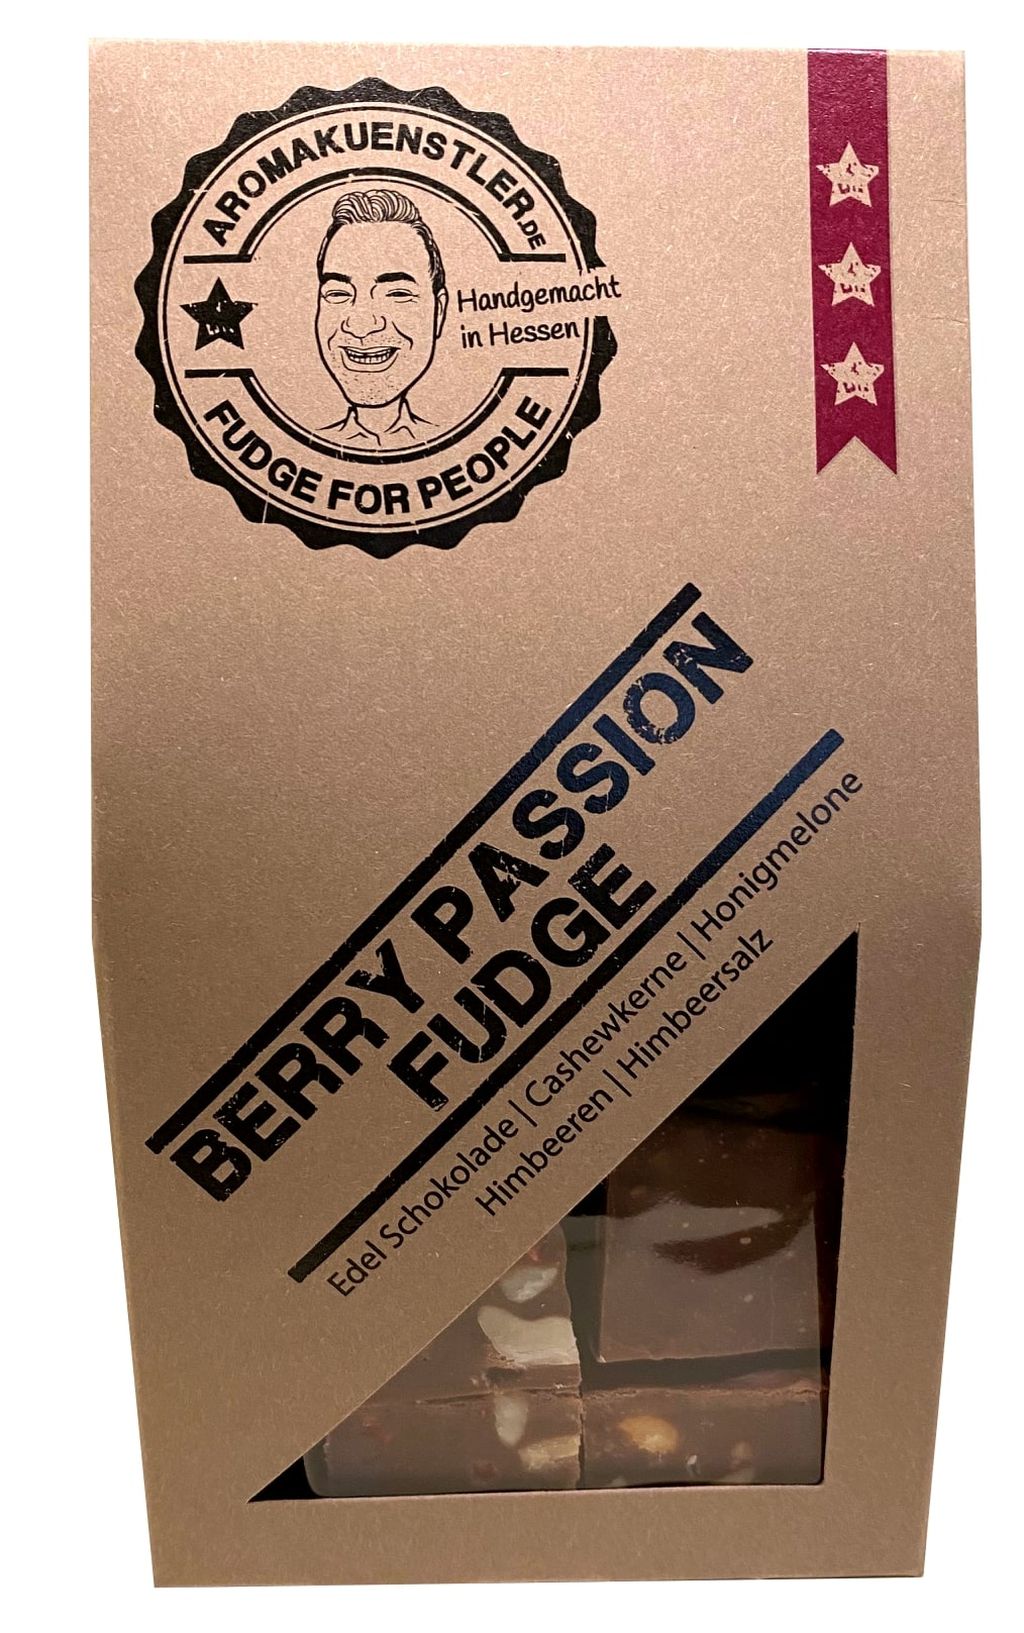 AROMAKUENSTLER.DE
Handgemacht
in Hessen
FUDGE FOR PEOPLE
BERRY PASSION
FUDGE
Edel Schokolade | Cashewkerne | Honigmelone
Himbeeren | Himbeersalz